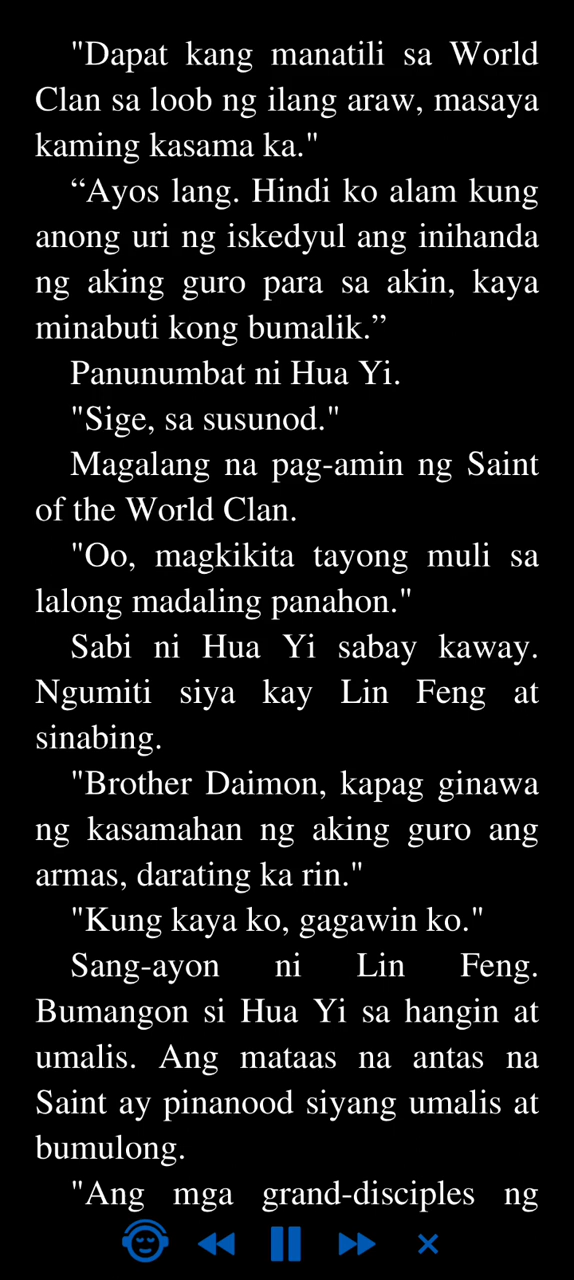 "Dapat kang manatili sa World
Clan sa loob ng ilang araw, masaya
kaming kasama ka."
“Ayos lang. Hindi ko alam kung
anong uri ng iskedyul ang inihanda
ng aking guro para sa akin, kaya
minabuti kong bumalik.”
Panunumbat ni Hua Yi.
"Sige, sa susunod."
Magalang na pag-amin ng Saint
of the World Clan.
"Oo, magkikita tayong muli sa
lalong madaling panahon."
Sabi ni Hua Yi sabay kaway.
Ngumiti siya kay Lin Feng at
sinabing.
"Brother Daimon, kapag ginawa
ng kasamahan ng aking guro ang
armas, darating ka rin."
"Kung kaya ko, gagawin ko."
Sang-ayon ni Lin Feng.
Bumangon si Hua Yi sa hangin at
umalis. Ang mataas na antas na
Saint ay pinanood siyang umalis at
bumulong.
"Ang mga grand-disciples ng